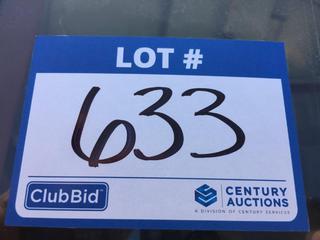 LOT #
633
ClubBid
CENTURY
AUCTIONS
A DIVISION OF CENTURY SERVICES